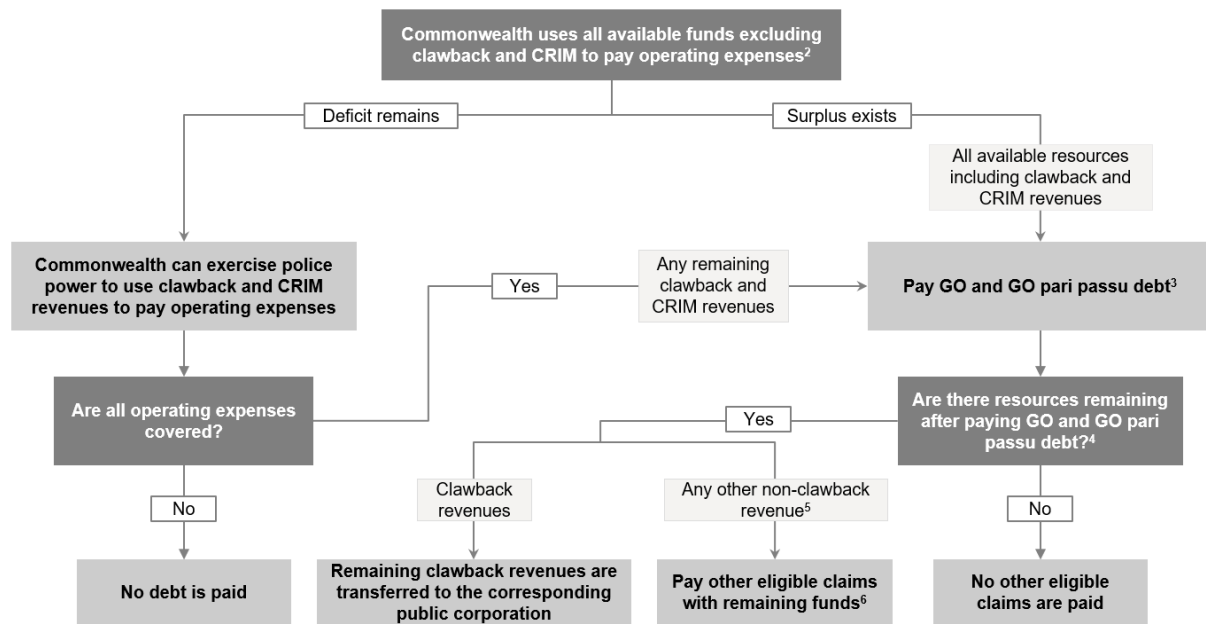 Commonwealth uses all available funds excluding
clawback and CRIM to pay operating expenses²
Deficit remains
Surplus exists
All available resources
including clawback and
CRIM revenues
Commonwealth can exercise police
power to use clawback and CRIM
revenues to pay operating expenses
Yes
Any remaining
clawback and
CRIM revenues
Pay GO and GO pari passu debt³
Are all operating expenses
covered?
Yes
Are there resources remaining
after paying GO and GO pari
passu debt?⁴
No
Clawback
revenues
Any other non-clawback
revenue⁵
No
No debt is paid
Remaining clawback revenues are
transferred to the corresponding
public corporation
Pay other eligible claims
with remaining funds⁶
No other eligible
claims are paid